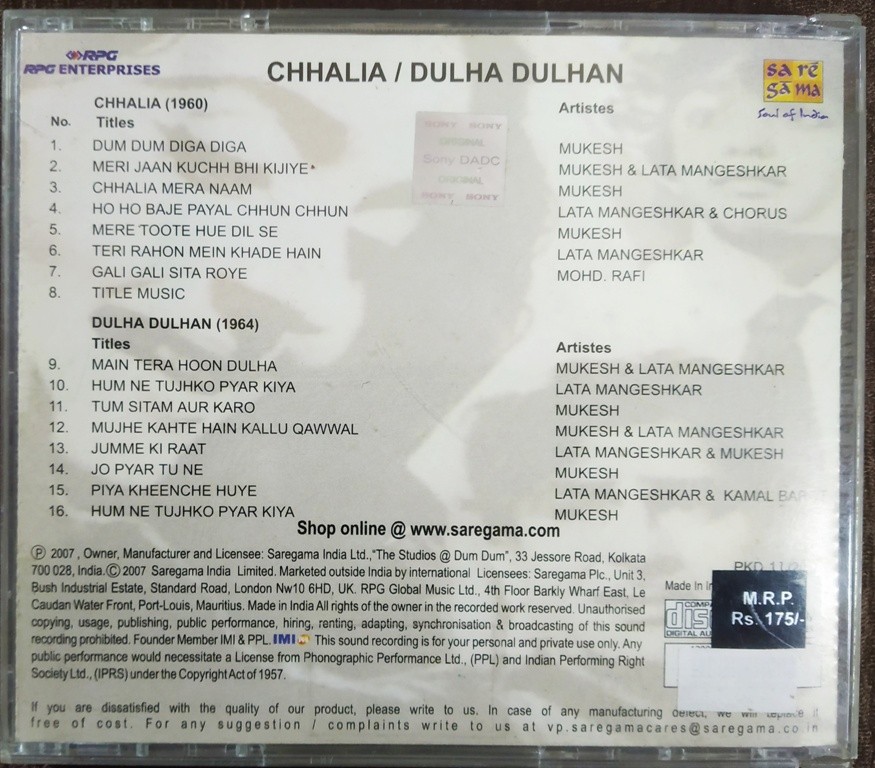 RPG
RPG ENTERPRISES
CHHALIA / DULHA DULHAN
sa rē
gā ma
Soul of India
CHHALIA (1960)
No. Titles Artistes
1. DUM DUM DIGA DIGA MUKESH
2. MERI JAAN KUCHH BHI KIJIYE* MUKESH & LATA MANGESHKAR
3. CHHALIA MERA NAAM MUKESH
4. HO HO BAJE PAYAL CHHUN CHHUN LATA MANGESHKAR & CHORUS
5. MERE TOOTE HUE DIL SE MUKESH
6. TERI RAHON MEIN KHADE HAIN LATA MANGESHKAR
7. GALI GALI SITA ROYE MOHD. RAFI
8. TITLE MUSIC
SONY SONY
ORIGINAL
Sony DADC
ORIGINAL
SONY SONY
DULHA DULHAN (1964)
Titles Artistes
9. MAIN TERA HOON DULHA MUKESH & LATA MANGESHKAR
10. HUM NE TUJHKO PYAR KIYA LATA MANGESHKAR
11. TUM SITAM AUR KARO MUKESH
12. MUJHE KAHTE HAIN KALLU QAWWAL MUKESH & LATA MANGESHKAR
13. JUMME KI RAAT LATA MANGESHKAR & MUKESH
14. JO PYAR TU NE MUKESH
15. PIYA KHEENCHE HUYE LATA MANGESHKAR & KAMAL
16. HUM NE TUJHKO PYAR KIYA MUKESH
Shop online @ www.saregama.com
Ⓟ 2007 , Owner, Manufacturer and Licensee: Saregama India Ltd.,"The Studios @ Dum Dum", 33 Jessore Road, Kolkata
700 028, India.Ⓒ 2007 Saregama India Limited. Marketed outside India by international Licensees: Saregama Plc., Unit 3,
Bush Industrial Estate, Standard Road, London Nw10 6HD, UK. RPG Global Music Ltd., 4th Floor Barkly Wharf East, Le
Caudan Water Front, Port-Louis, Mauritius. Made in India All rights of the owner in the recorded work reserved. Unauthorised
copying, usage, publishing, public performance, hiring, renting, adapting, synchronisation & broadcasting of this sound
recording prohibited. Founder Member IMI & PPL. IMI This sound recording is for your personal and private use only. Any
public performance would necessitate a License from Phonographic Performance Ltd., (PPL) and Indian Performing Right
Society Ltd., (IPRS) under the Copyright Act of 1957.
PKD
Made in
disc
DIGITAL
M.R.P.
Rs. 175/-
If you are dissatisfied with the quality of our product, please write to us. In case of any manufacturing defect, we will replace it
free of cost. For any suggestion / complaints write to us at vp.saregamacares@saregama.co.in